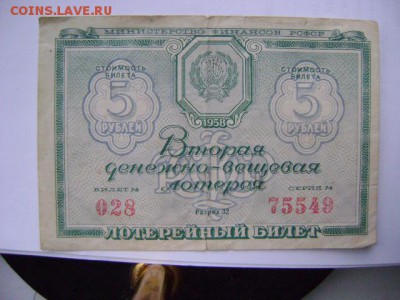 COINS.LAVE.RU
МИНИСТЕРСТВО ФИНАНСОВ РСФСР
СТОИМОСТЬ БИЛЕТА СТОИМОСТЬ БИЛЕТА
5 РУБЛЕЙ 5 РУБЛЕЙ
1958
Вторая
денежно-вещевая
лотерея
БИЛЕТ № СЕРИЯ №
028 Разряд 32 75549
ЛОТЕРЕЙНЫЙ БИЛЕТ